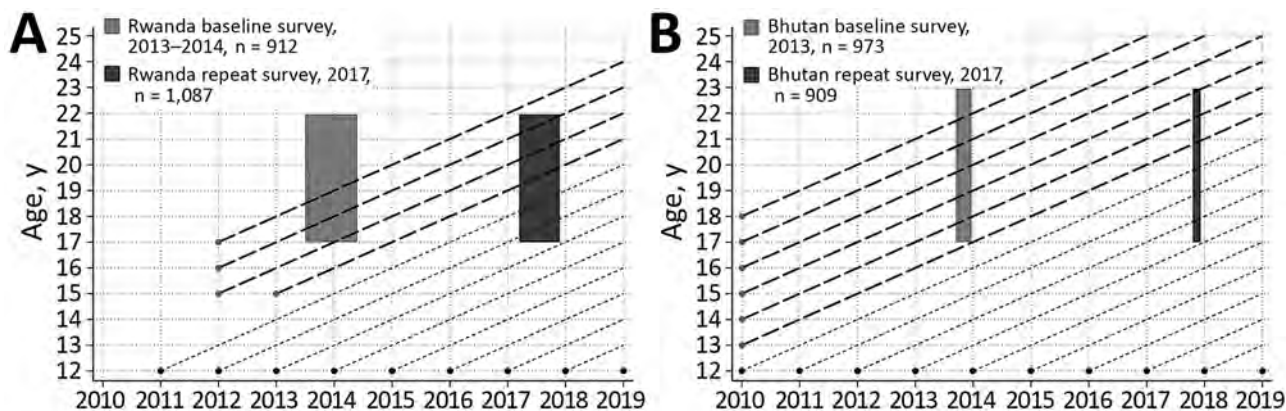 A
Rwanda baseline survey,
2013–2014, n = 912
Rwanda repeat survey, 2017,
n = 1,087
Age, y
25
24
23
22
21
20
19
18
17
16
15
14
13
12
2010 2011 2012 2013 2014 2015 2016 2017 2018 2019
B
Bhutan baseline survey,
2013, n = 973
Bhutan repeat survey, 2017,
n = 909
Age, y
25
24
23
22
21
20
19
18
17
16
15
14
13
12
2010 2011 2012 2013 2014 2015 2016 2017 2018 2019